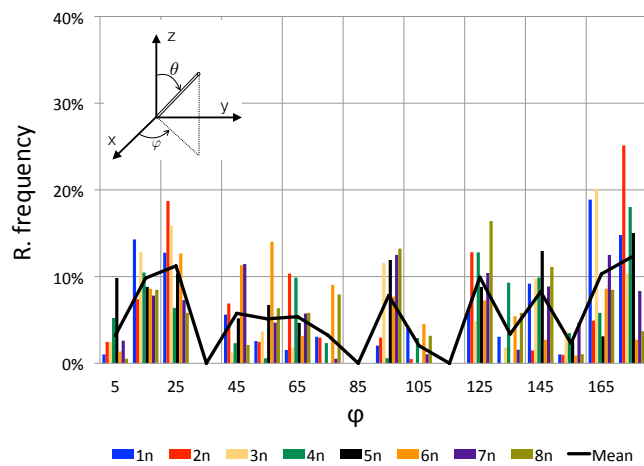 40%
30%
20%
10%
0%
R. frequency
z
θ
y
x
φ
5 25 45 65 85 105 125 145 165
φ
1n 2n 3n 4n 5n 6n 7n 8n Mean